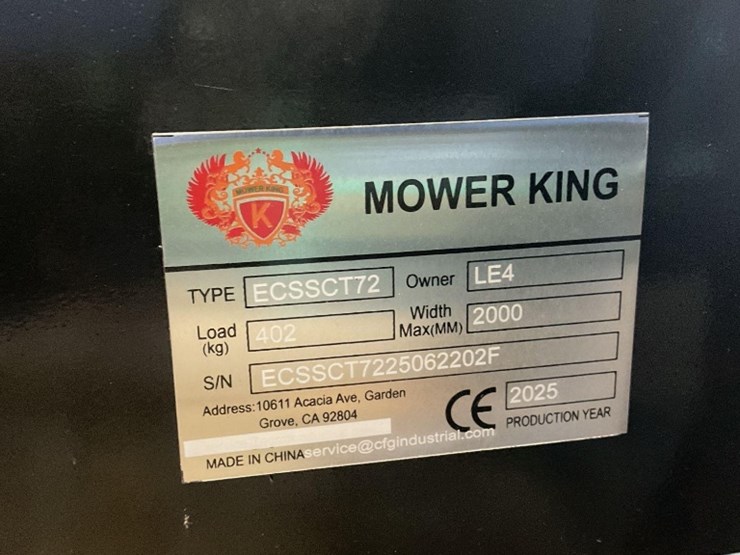 MOWER KING
K
MOWER KING
TYPE ECSSCT72 Owner LE4
Load (kg) 402 Width Max(MM) 2000
S/N ECSSCT7225062202F
Address:10611 Acacia Ave, Garden
Grove, CA 92804
CE 2025
PRODUCTION YEAR
MADE IN CHINA service@cfgindustrial.com